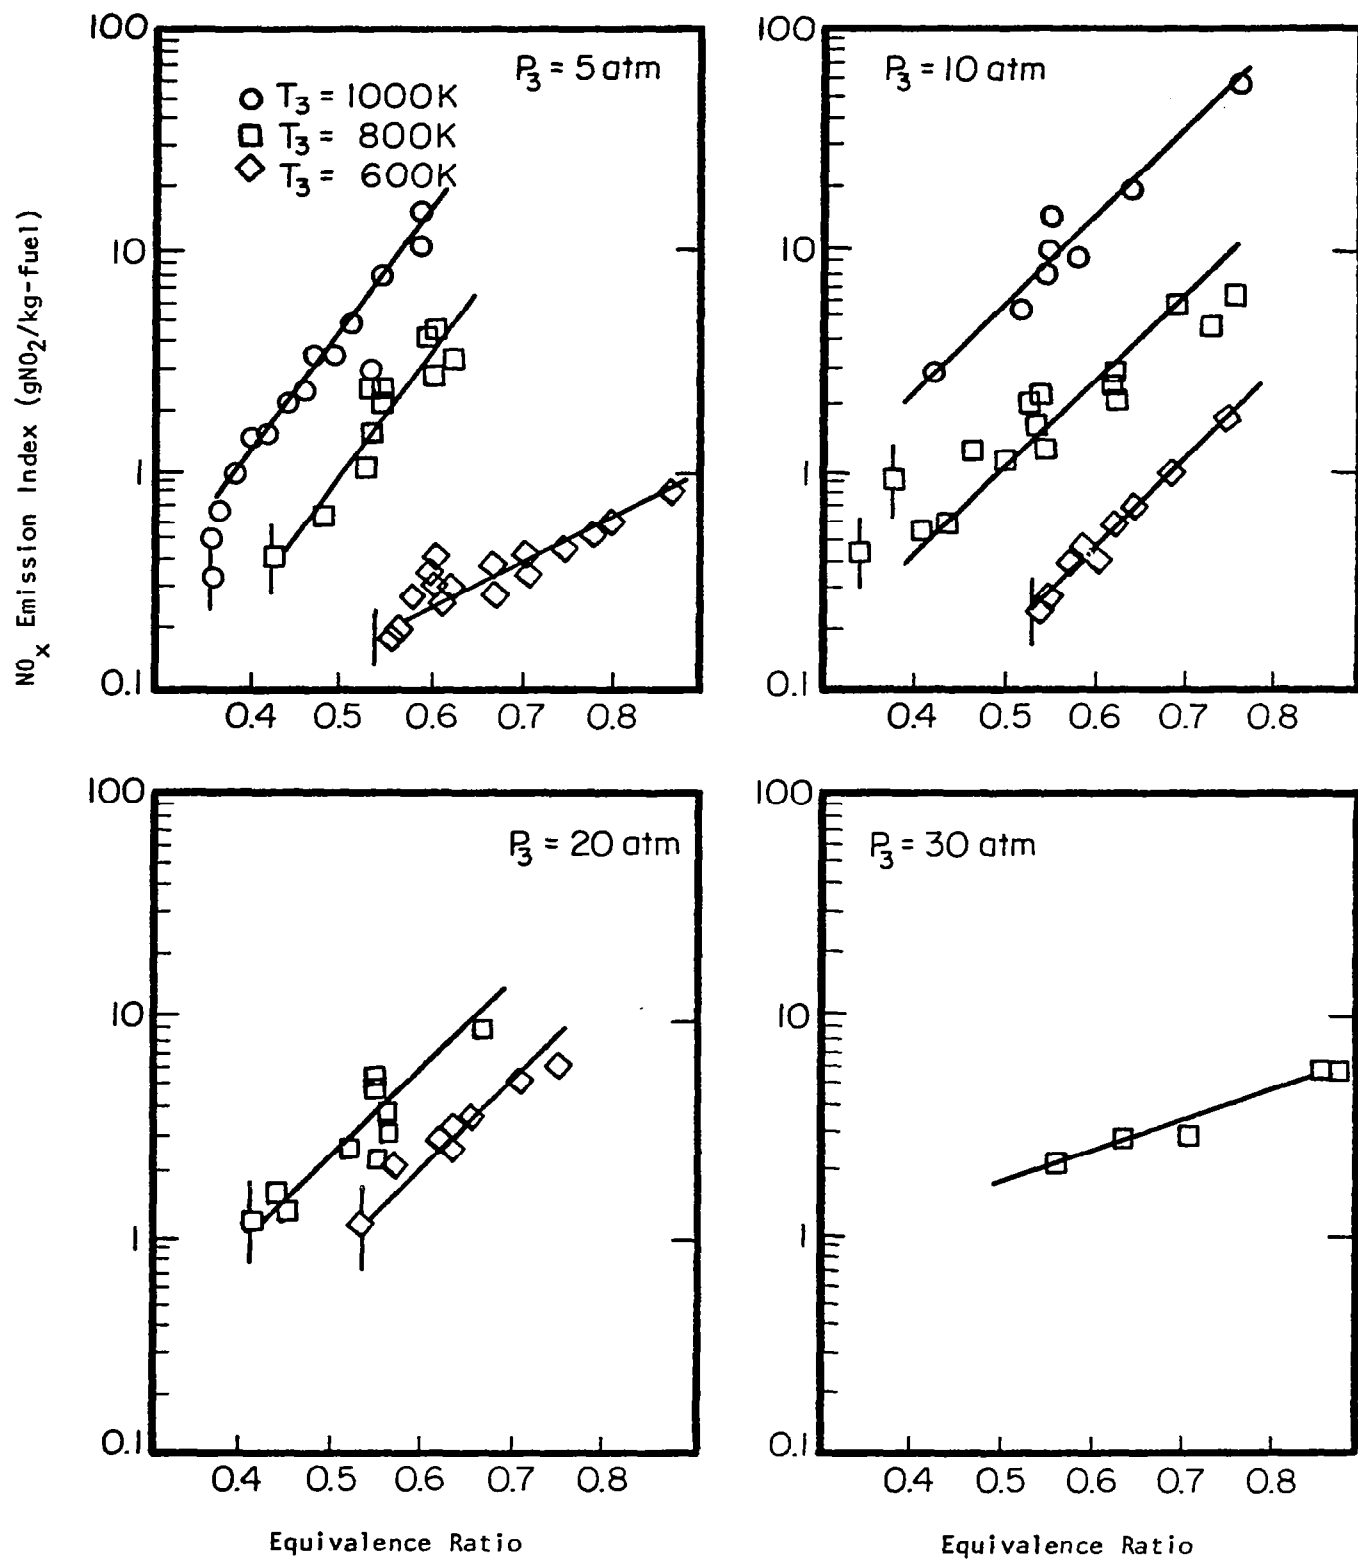 NOx Emission Index (gNO2/kg-fuel)
P3 = 5 atm
T3 = 1000K
T3 = 800K
T3 = 600K
100
10
1
0.1
0.4 0.5 0.6 0.7 0.8
P3 = 10 atm
100
10
1
0.1
0.4 0.5 0.6 0.7 0.8
P3 = 20 atm
100
10
1
0.1
0.4 0.5 0.6 0.7 0.8
Equivalence Ratio
P3 = 30 atm
100
10
1
0.1
0.4 0.5 0.6 0.7 0.8
Equivalence Ratio